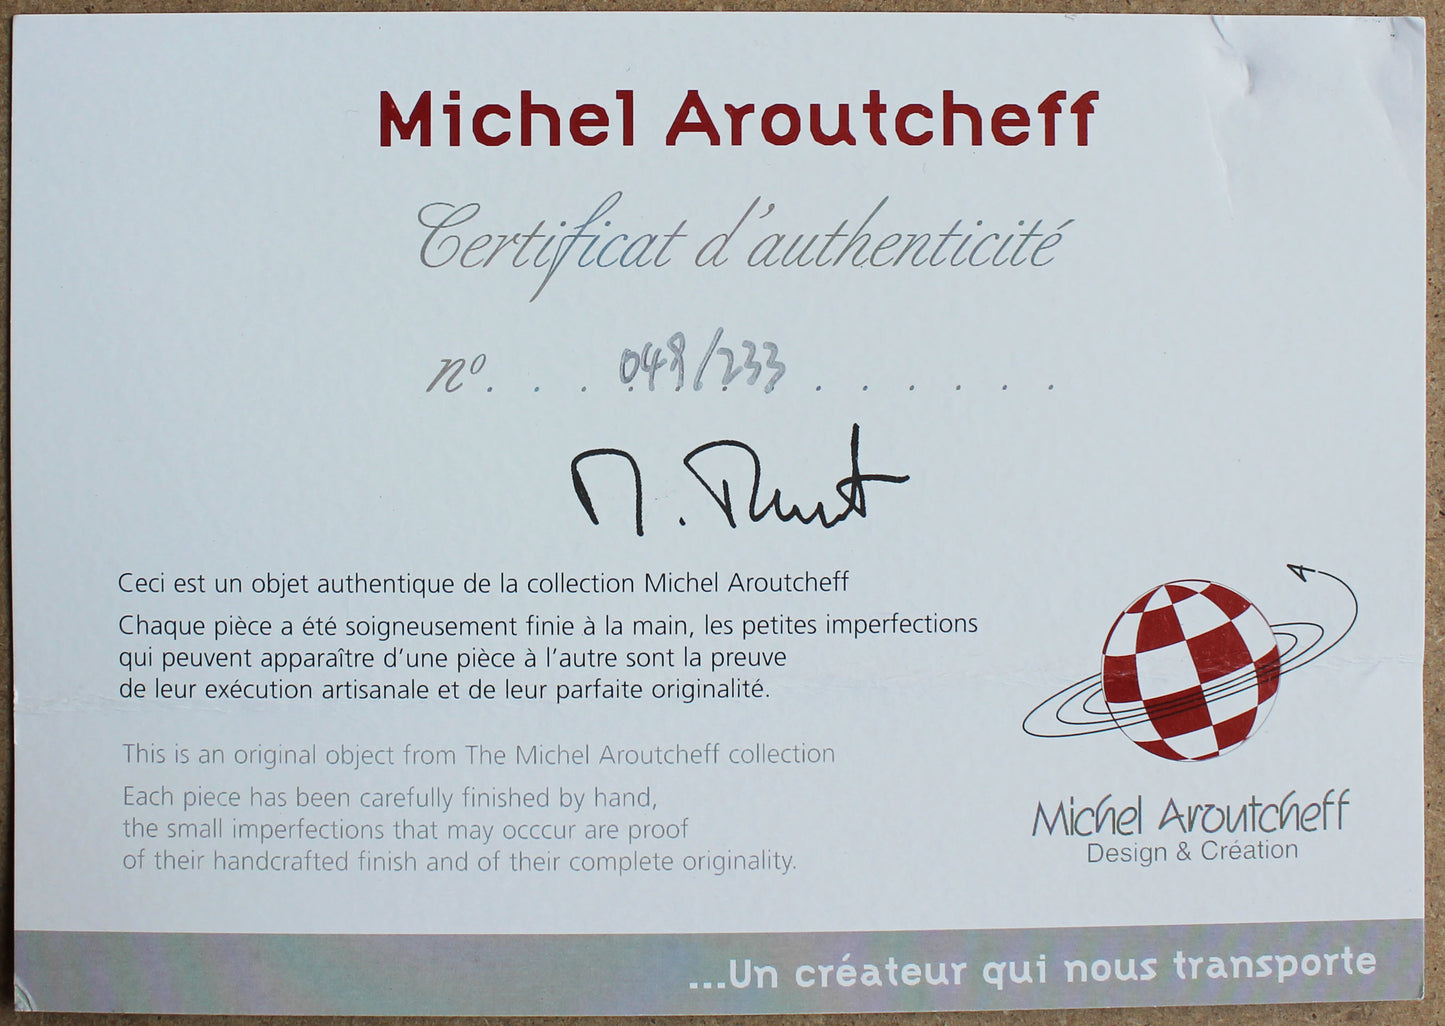 Michel Aroutcheff
Certificat d'authenticité
nº. . . 049/233 . . . . . .
Ceci est un objet authentique de la collection Michel Aroutcheff
Chaque pièce a été soigneusement finie à la main, les petites imperfections
qui peuvent apparaître d'une pièce à l'autre sont la preuve
de leur exécution artisanale et de leur parfaite originalité.
This is an original object from The Michel Aroutcheff collection
Each piece has been carefully finished by hand,
the small imperfections that may occcur are proof
of their handcrafted finish and of their complete originality.
Michel Aroutcheff
Design & Création
...Un créateur qui nous transporte